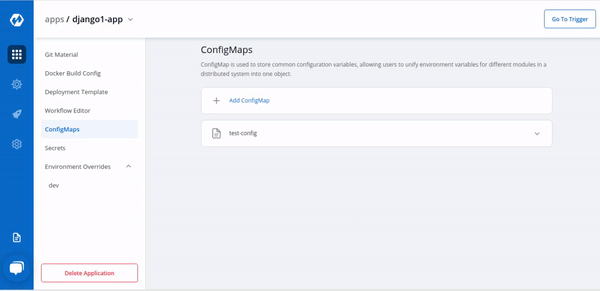 apps / django1-app
Go To Trigger
Git Material
Docker Build Config
Deployment Template
Workflow Editor
ConfigMaps
Secrets
Environment Overrides
dev
Delete Application
ConfigMaps
ConfigMap is used to store common configuration variables, allowing users to unify environment variables for different modules in a
distributed system into one object.
Add ConfigMap
test-config